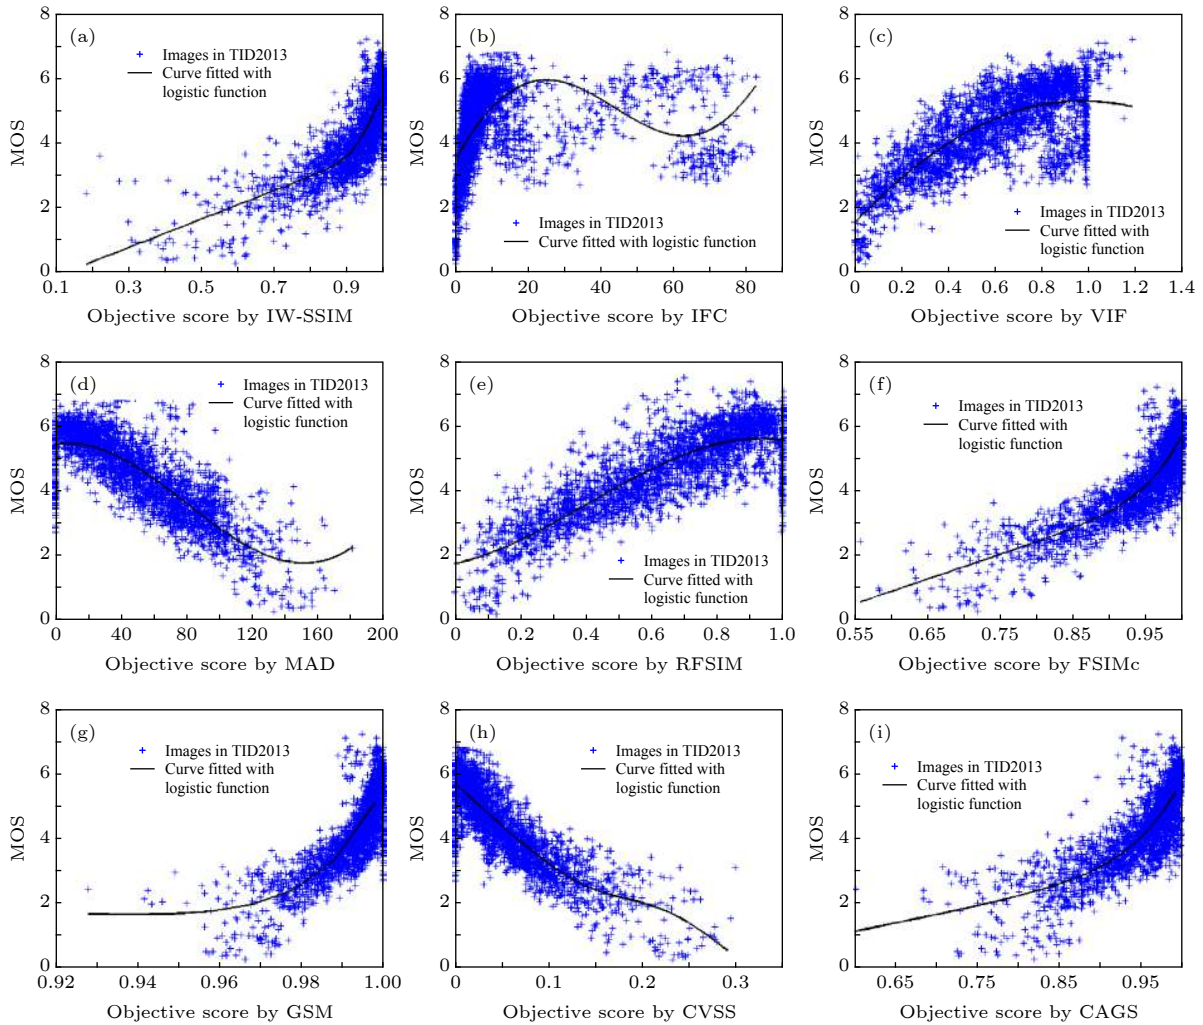 (a)
Images in TID2013
Curve fitted with
logistic function
MOS
8
6
4
2
0
0.1 0.3 0.5 0.7 0.9
Objective score by IW-SSIM
(b)
Images in TID2013
Curve fitted with logistic function
MOS
8
6
4
2
0
0 20 40 60 80
Objective score by IFC
(c)
Images in TID2013
Curve fitted with
logistic function
MOS
8
6
4
2
0
0 0.2 0.4 0.6 0.8 1.0 1.2 1.4
Objective score by VIF
(d)
Images in TID2013
Curve fitted with
logistic function
MOS
8
6
4
2
0
0 40 80 120 160 200
Objective score by MAD
(e)
Images in TID2013
Curve fitted with
logistic function
MOS
8
6
4
2
0
0 0.2 0.4 0.6 0.8 1.0
Objective score by RFSIM
(f)
Images in TID2013
Curve fitted with
logistic function
MOS
8
6
4
2
0
0.55 0.65 0.75 0.85 0.95
Objective score by FSIMc
(g)
Images in TID2013
Curve fitted with
logistic function
MOS
8
6
4
2
0
0.92 0.94 0.96 0.98 1.00
Objective score by GSM
(h)
Images in TID2013
Curve fitted with
logistic function
MOS
8
6
4
2
0
0 0.1 0.2 0.3
Objective score by CVSS
(i)
Images in TID2013
Curve fitted with
logistic function
MOS
8
6
4
2
0
0.65 0.75 0.85 0.95
Objective score by CAGS